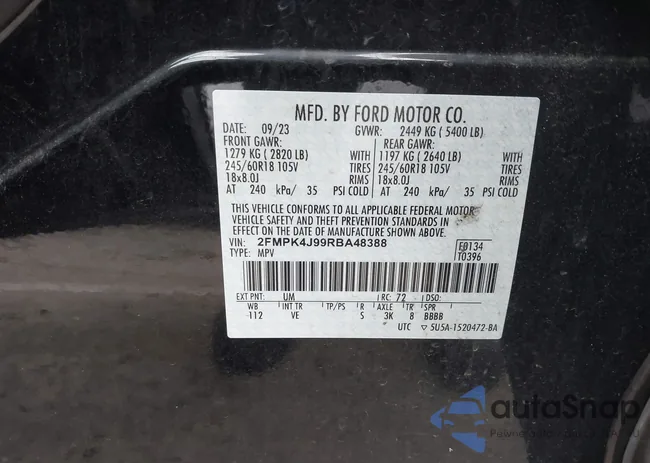 MFD. BY FORD MOTOR CO.
DATE: 09/23 GVWR: 2449 KG ( 5400 LB)
FRONT GAWR: REAR GAWR:
1279 KG ( 2820 LB) WITH 1197 KG ( 2640 LB) WITH
245/60R18 105V TIRES 245/60R18 105V TIRES
18x8.0J RIMS 18x8.0J RIMS
AT 240 kPa/ 35 PSI COLD AT 240 kPa/ 35 PSI COLD
THIS VEHICLE CONFORMS TO ALL APPLICABLE FEDERAL MOTOR
VEHICLE SAFETY AND THEFT PREVENTION STANDARDS IN
EFFECT ON THE DATE OF MANUFACTURE SHOWN ABOVE.
VIN: 2FMPK4J99RBA48388 E0134
TYPE: MPV T0396
EXT PNT: UM RC: 72 DSO:
WB INT TR TP/PS R AXLE TR SPR
112 VE S 3K 8 BBBB
UTC 5U5A-1520472-BA
autoSnap